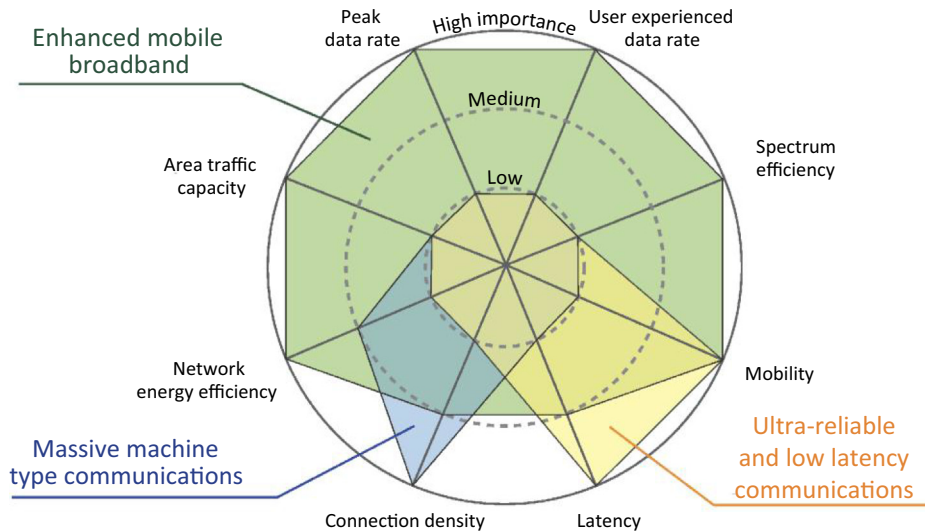 Peak
data rate
High importance
User experienced
data rate
Enhanced mobile
broadband
Medium
Area traffic
capacity
Low
Spectrum
efficiency
Network
energy efficiency
Mobility
Massive machine
type communications
Ultra-reliable
and low latency
communications
Connection density
Latency